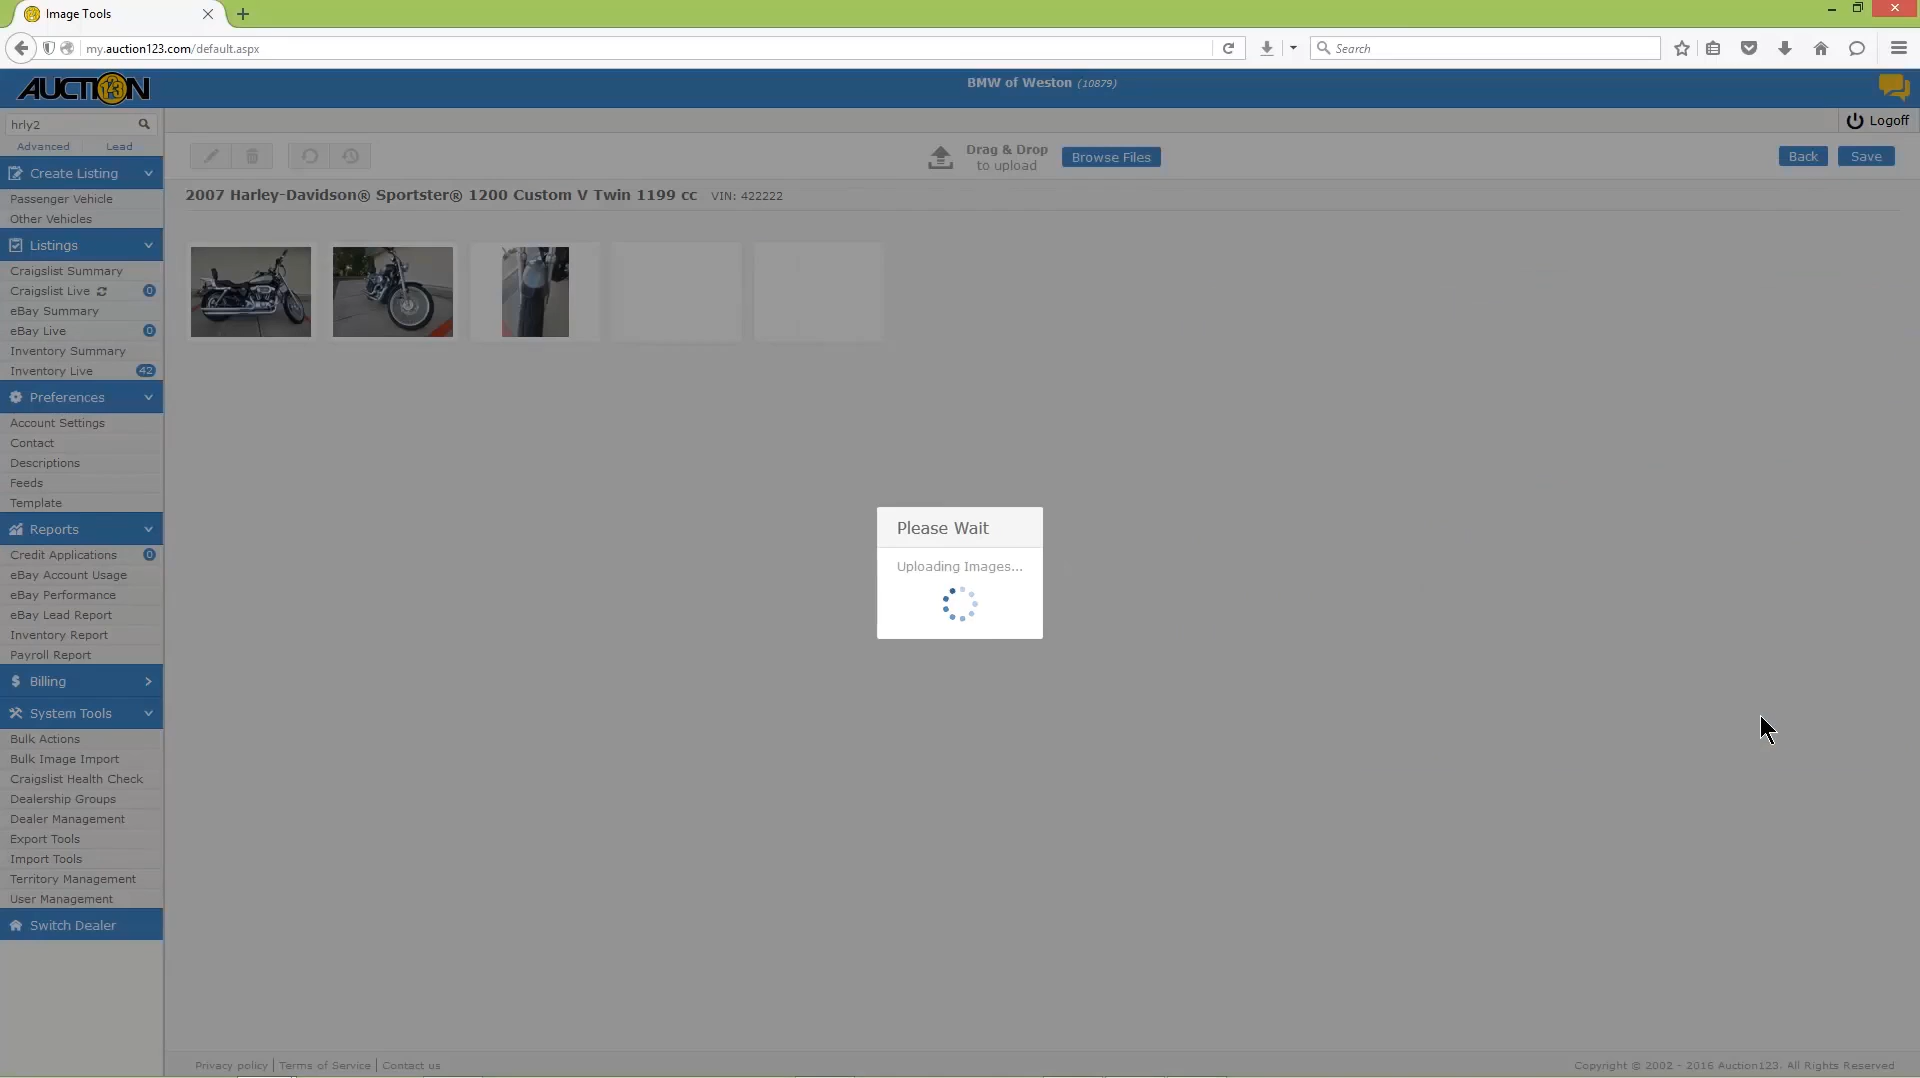 Image Tools
my.auction123.com/default.aspx
Search
AUCTI123N
BMW of Weston (10879)
hrly2
Logoff
Advanced Lead
Drag & Drop
to upload
Browse Files
Back
Save
Create Listing
2007 Harley-Davidson® Sportster® 1200 Custom V Twin 1199 cc VIN: 422222
Passenger Vehicle
Other Vehicles
Listings
Craigslist Summary
Craigslist Live 0
eBay Summary
eBay Live 0
Inventory Summary
Inventory Live 42
Preferences
Account Settings
Contact
Descriptions
Feeds
Template
Reports
Credit Applications 0
eBay Account Usage
eBay Performance
eBay Lead Report
Inventory Report
Payroll Report
Please Wait
Uploading Images...
$ Billing
System Tools
Bulk Actions
Bulk Image Import
Craigslist Health Check
Dealership Groups
Dealer Management
Export Tools
Import Tools
Territory Management
User Management
Switch Dealer
Privacy policy | Terms of Service | Contact us
Copyright © 2002 - 2016 Auction123. All Rights Reserved